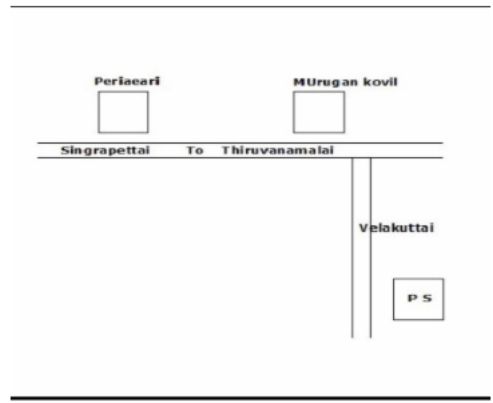 Periaeari
MUrugan kovil
Singrapettai To Thiruvanamalai
Velakuttai
P S